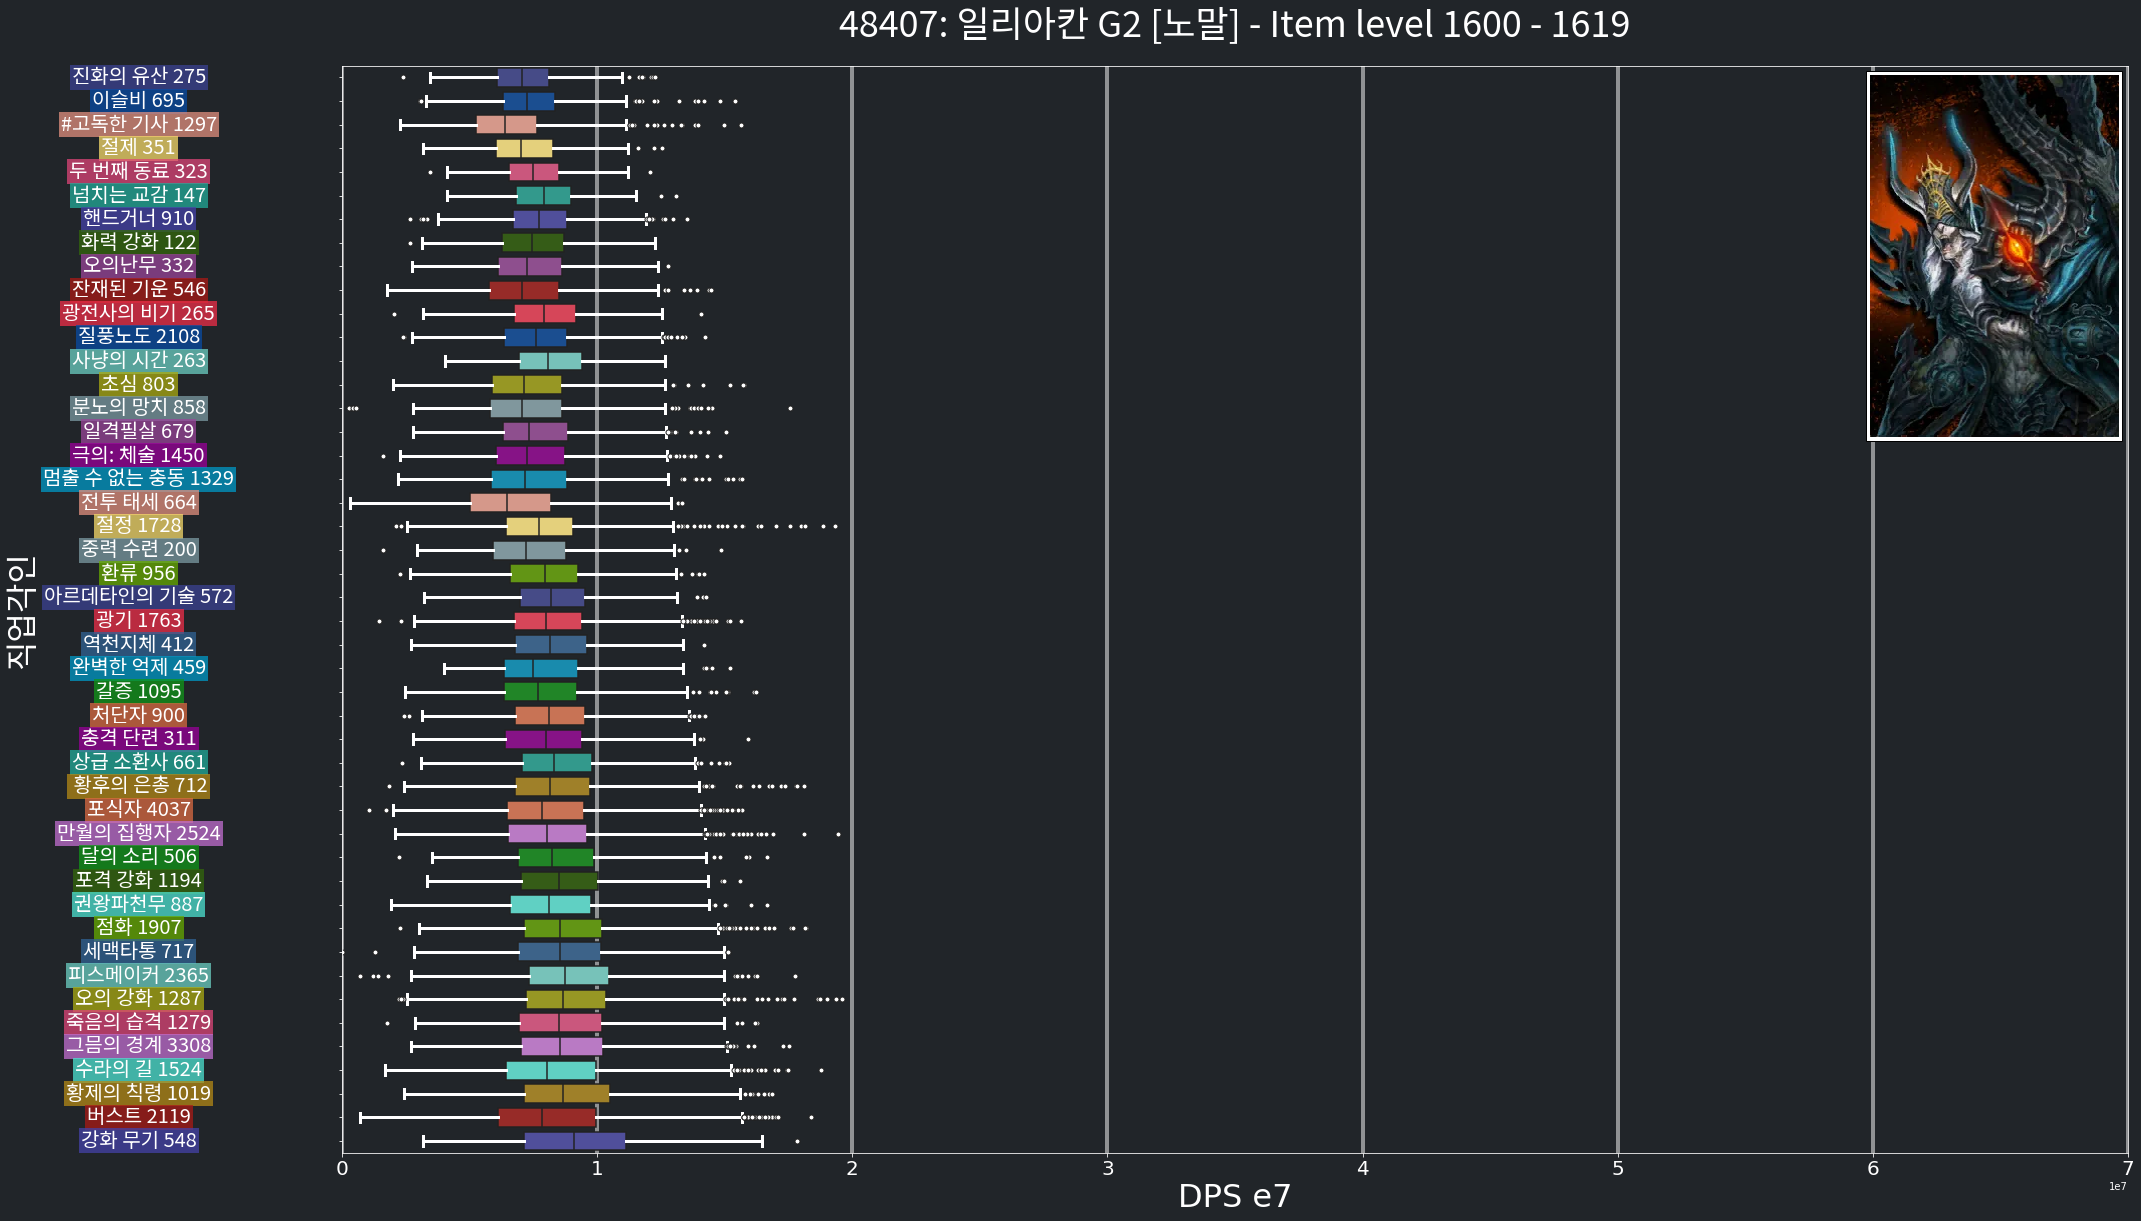 48407: 일리아칸 G2 [노말] - Item level 1600 - 1619
진화의 유산 275
이슬비 695
#고독한 기사 1297
절제 351
두 번째 동료 323
넘치는 교감 147
핸드거너 910
화력 강화 122
오의난무 332
잔재된 기운 546
광전사의 비기 265
질풍노도 2108
사냥의 시간 263
초심 803
분노의 망치 858
일격필살 679
극의: 체술 1450
멈출 수 없는 충동 1329
전투 태세 664
절정 1728
중력 수련 200
환류 956
아르데타인의 기술 572
광기 1763
역천지체 412
완벽한 억제 459
갈증 1095
처단자 900
충격 단련 311
상급 소환사 661
황후의 은총 712
포식자 4037
만월의 집행자 2524
달의 소리 506
포격 강화 1194
권왕파천무 887
점화 1907
세맥타통 717
피스메이커 2365
오의 강화 1287
죽음의 습격 1279
그믐의 경계 3308
수라의 길 1524
황제의 칙령 1019
버스트 2119
강화 무기 548
직업각인
0 1 2 3 4 5 6 7
1e7
DPS e7